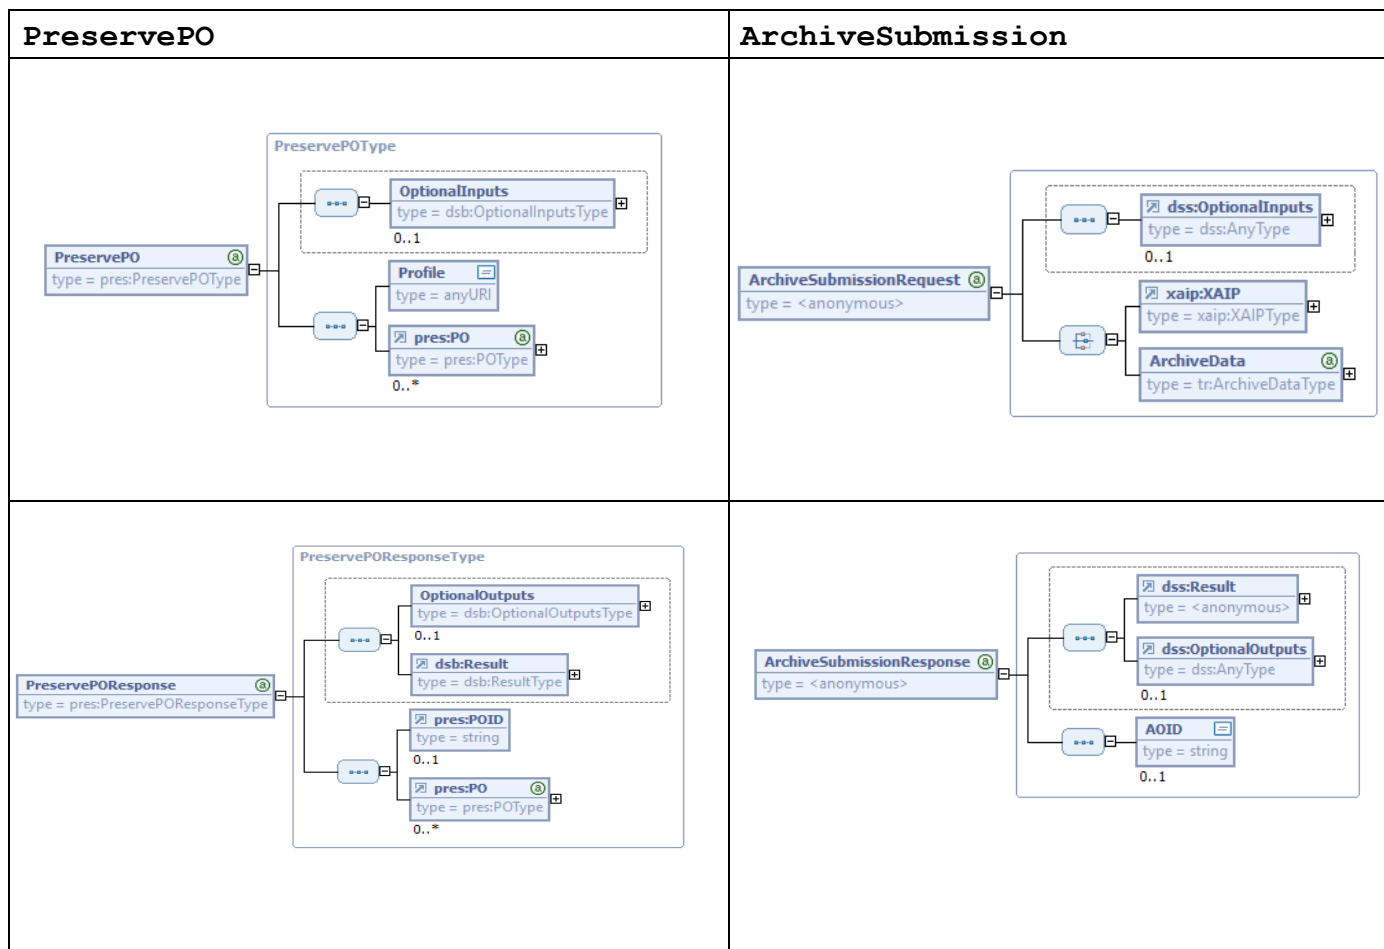 PreservePO
ArchiveSubmission
PreservePOType
OptionalInputs
type = dsb:OptionalInputsType
0..1
PreservePO
a
type = pres:PreservePOType
Profile
type = anyURI
pres:PO
a
type = pres:POType
0..*
dss:OptionalInputs
type = dss:AnyType
0..1
ArchiveSubmissionRequest
a
type = <anonymous>
xaip:XAIP
type = xaip:XAIPType
ArchiveData
a
type = tr:ArchiveDataType
PreservePOResponseType
OptionalOutputs
type = dsb:OptionalOutputsType
0..1
dsb:Result
type = dsb:ResultType
PreservePOResponse
a
type = pres:PreservePOResponseType
pres:POID
type = string
0..1
pres:PO
a
type = pres:POType
0..*
dss:Result
type = <anonymous>
dss:OptionalOutputs
type = dss:AnyType
0..1
ArchiveSubmissionResponse
a
type = <anonymous>
AOID
type = string
0..1